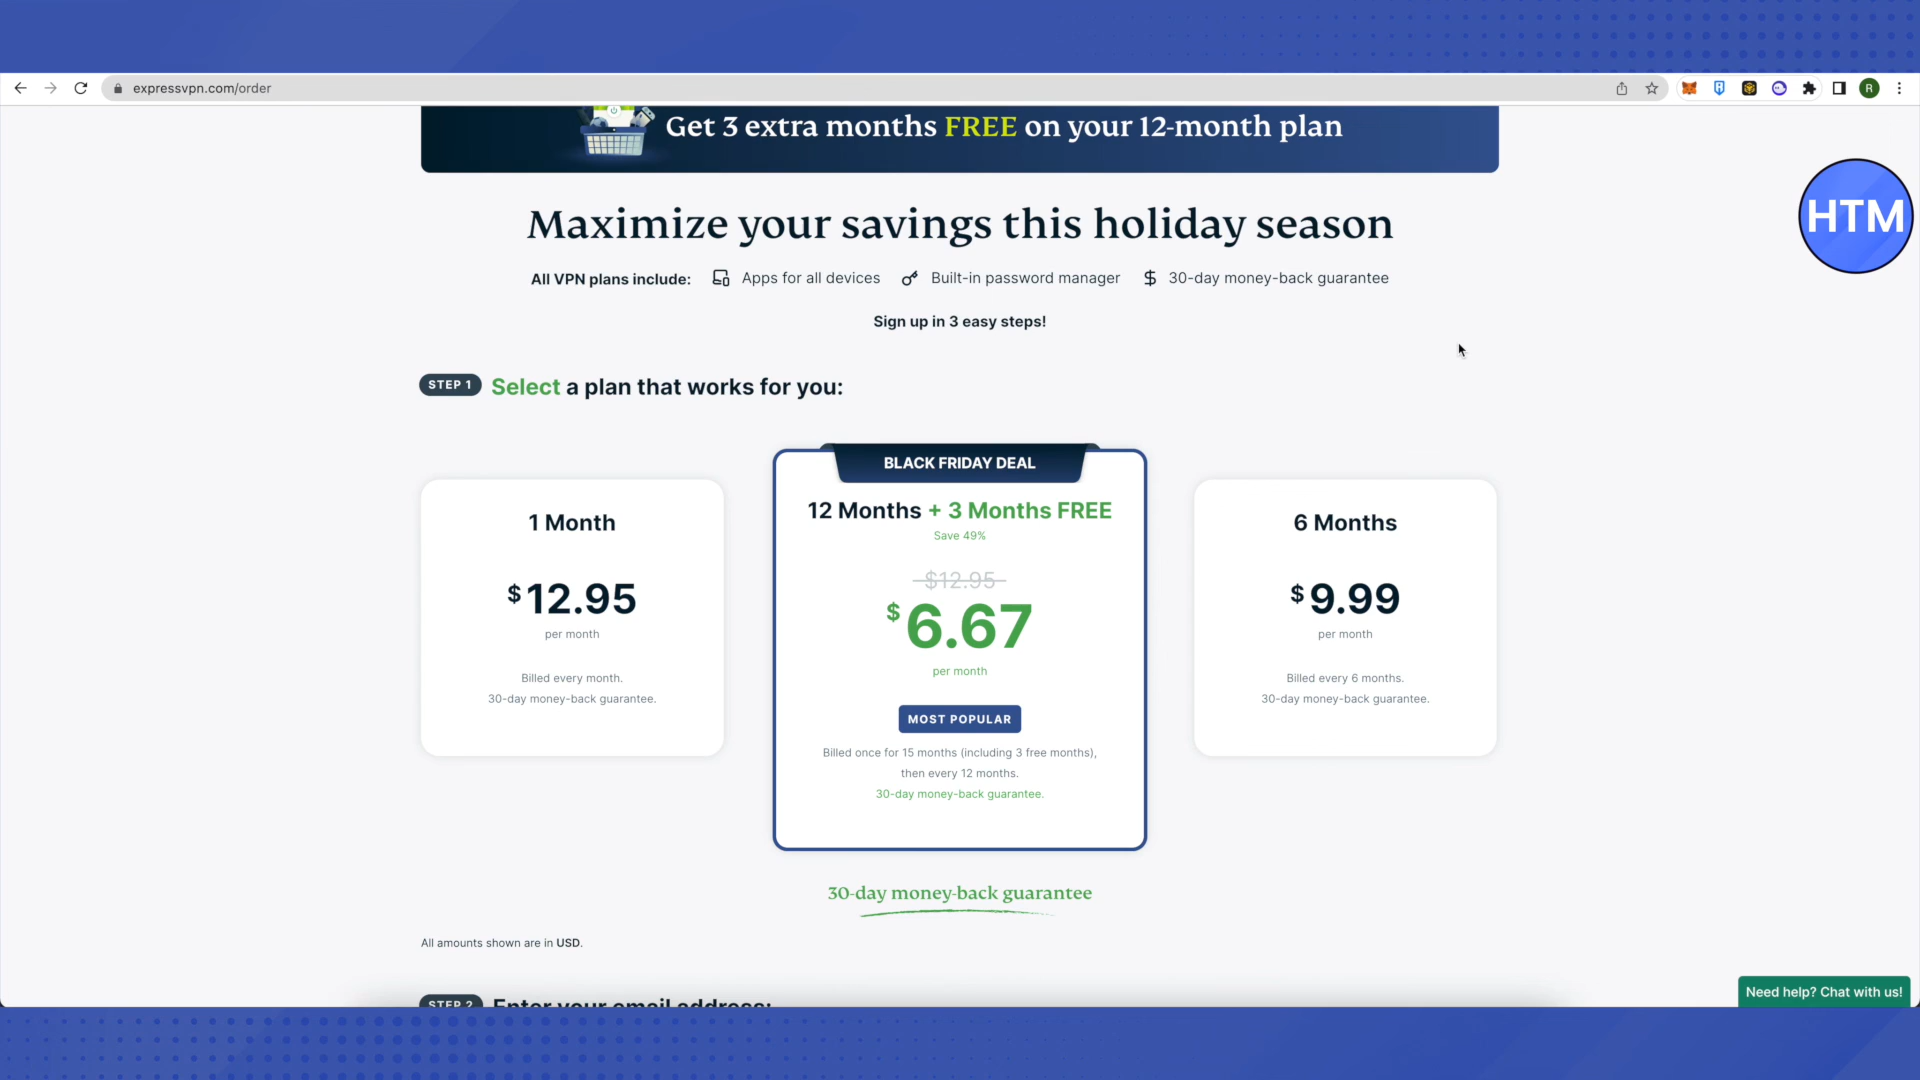 expressvpn.com/order
R
Get 3 extra months FREE on your 12-month plan
HTM
Maximize your savings this holiday season
All VPN plans include: Apps for all devices Built-in password manager $ 30-day money-back guarantee
Sign up in 3 easy steps!
STEP 1 Select a plan that works for you:
1 Month
$12.95
per month
Billed every month.
30-day money-back guarantee.
BLACK FRIDAY DEAL
12 Months + 3 Months FREE
Save 49%
$12.95
$6.67
per month
MOST POPULAR
Billed once for 15 months (including 3 free months),
then every 12 months.
30-day money-back guarantee.
6 Months
$9.99
per month
Billed every 6 months.
30-day money-back guarantee.
30-day money-back guarantee
All amounts shown are in USD.
STEP 2 Enter your email address:
Need help? Chat with us!